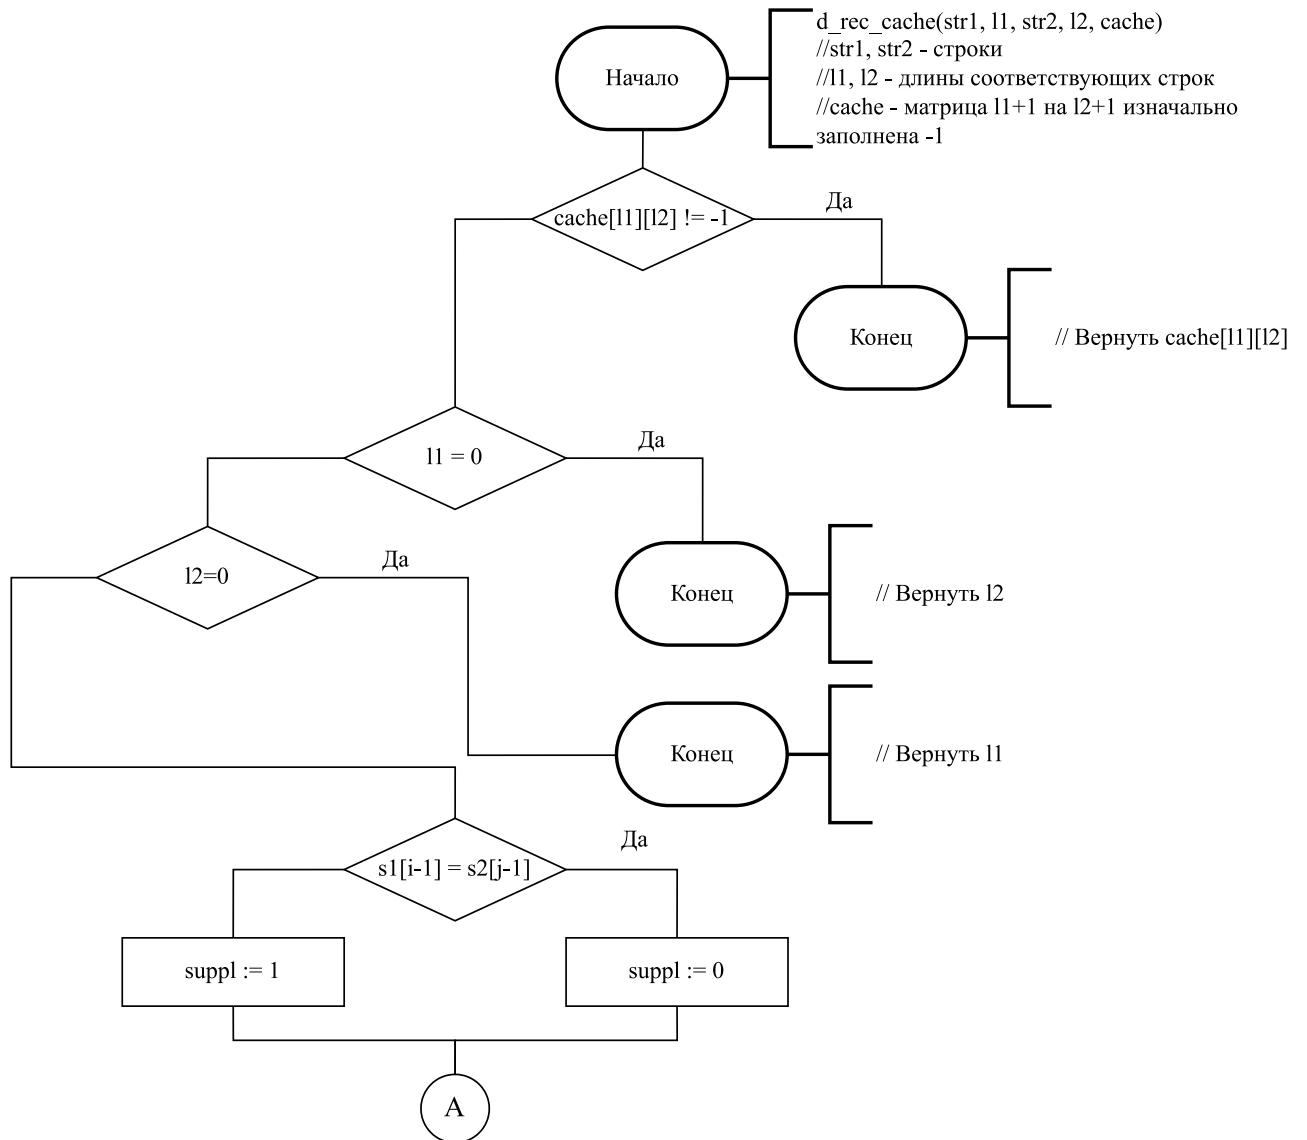 Начало
d_rec_cache(str1, l1, str2, l2, cache)
//str1, str2 - строки
//l1, l2 - длины соответствующих строк
//cache - матрица l1+1 на l2+1 изначально
заполнена -1
cache[l1][l2] != -1
Да
Конец
// Вернуть cache[l1][l2]
l1 = 0
Да
l2=0
Да
Конец
// Вернуть l2
Конец
// Вернуть l1
s1[i-1] = s2[j-1]
Да
suppl := 1
suppl := 0
A